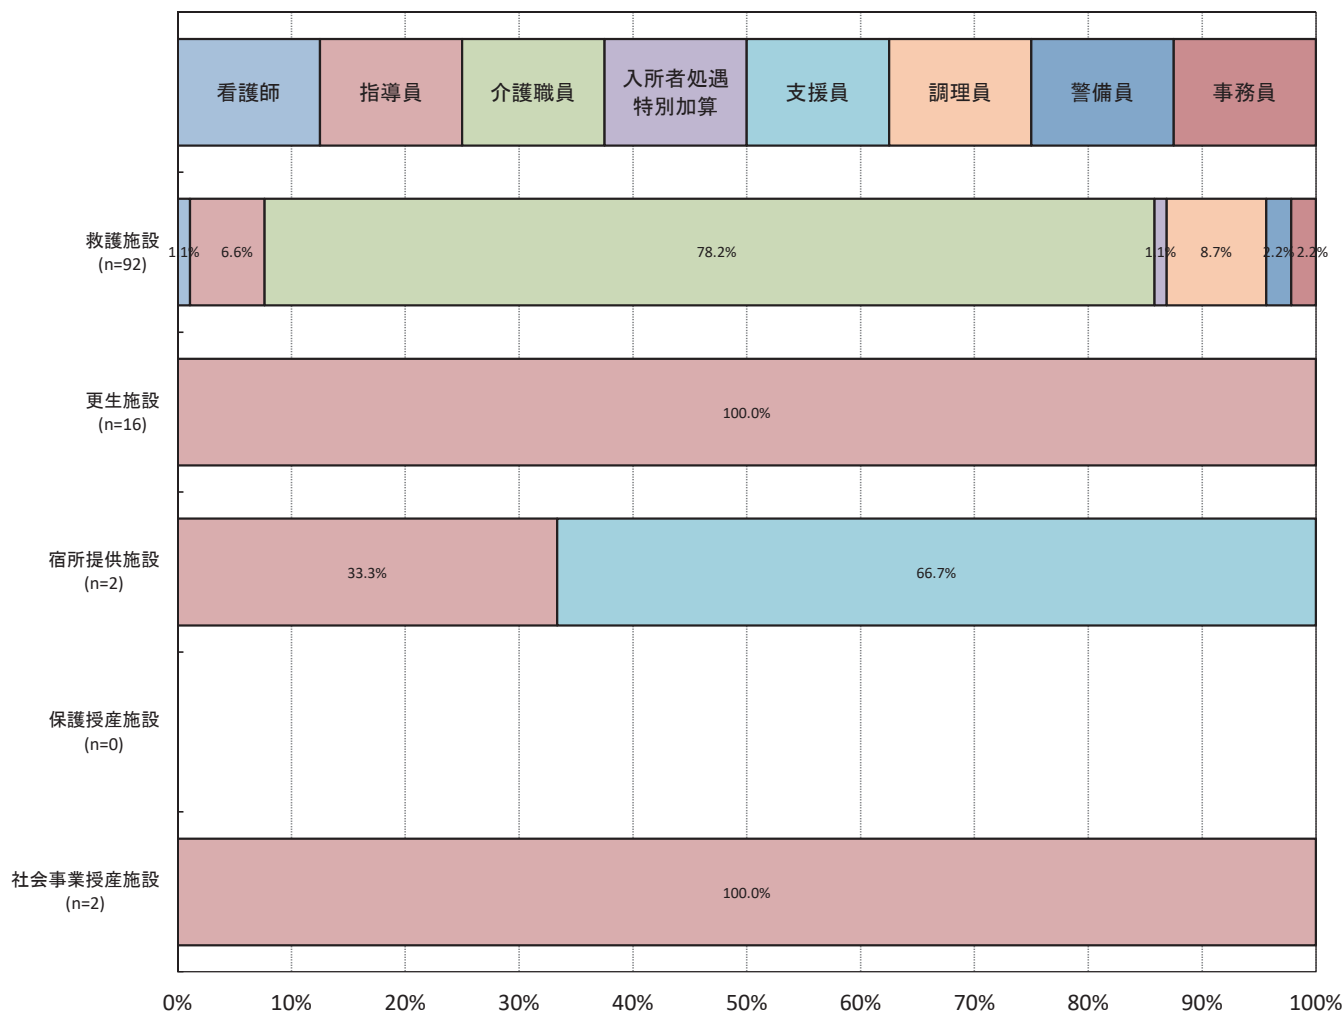 看護師
指導員
介護職員
入所者処遇
特別加算
支援員
調理員
警備員
事務員
救護施設
(n=92)
1.1%
6.6%
78.2%
1.1%
8.7%
2.2%
2.2%
更生施設
(n=16)
100.0%
宿所提供施設
(n=2)
33.3%
66.7%
保護授産施設
(n=0)
社会事業授産施設
(n=2)
100.0%
0%
10%
20%
30%
40%
50%
60%
70%
80%
90%
100%